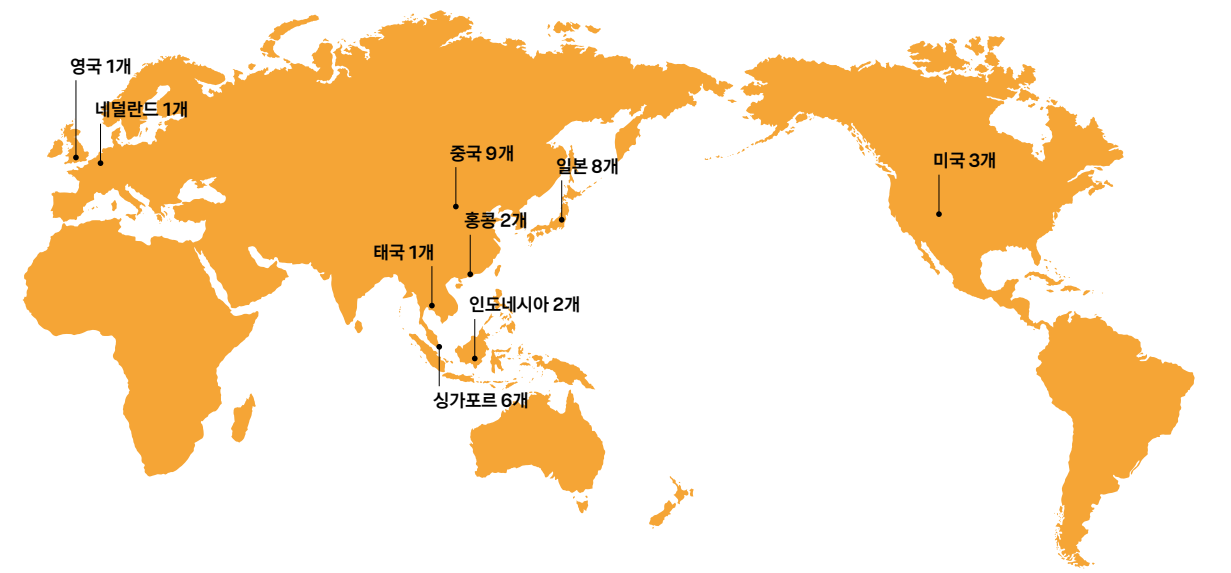 영국 1개
네덜란드 1개
중국 9개
일본 8개
미국 3개
홍콩 2개
태국 1개
인도네시아 2개
싱가포르 6개